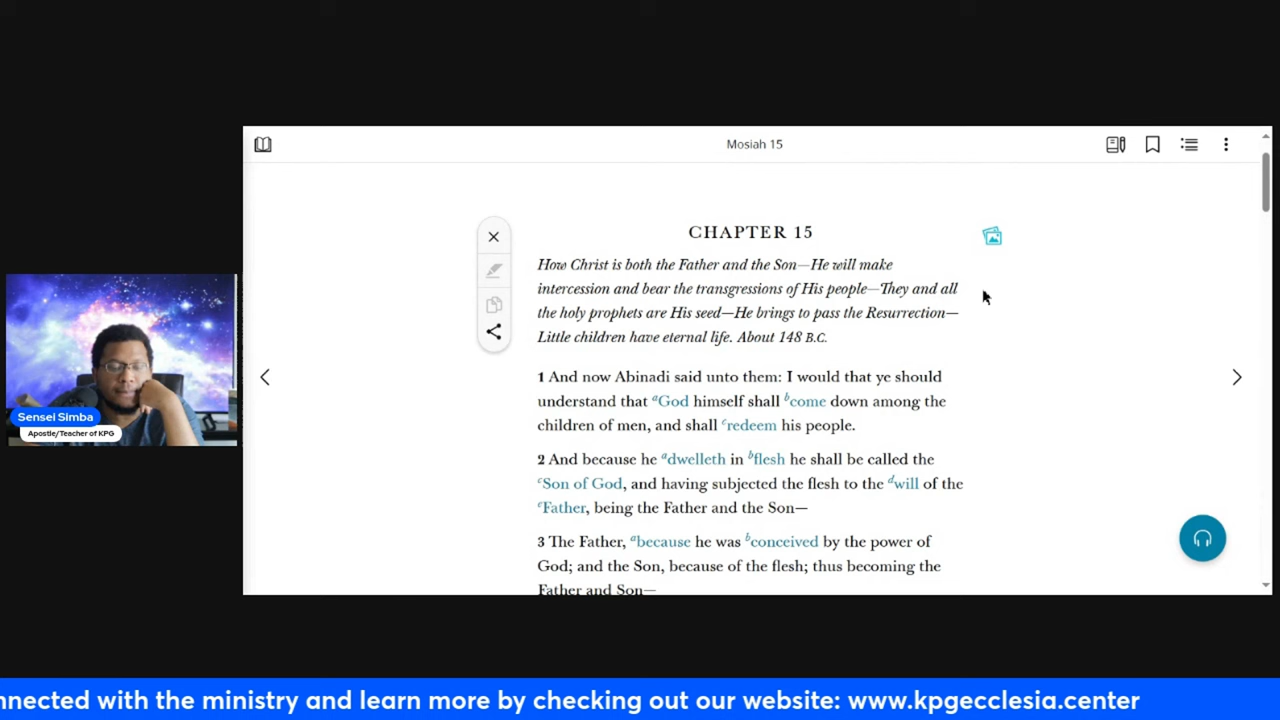 Mosiah 15
CHAPTER 15
How Christ is both the Father and the Son—He will make
intercession and bear the transgressions of His people—They and all
the holy prophets are His seed—He brings to pass the Resurrection—
Little children have eternal life. About 148 B.C.
1 And now Abinadi said unto them: I would that ye should
understand that aGod himself shall bcome down among the
children of men, and shall credeem his people.
2 And because he adwelleth in bflesh he shall be called the
cSon of God, and having subjected the flesh to the dwill of the
eFather, being the Father and the Son—
3 The Father, abecause he was bconceived by the power of
God; and the Son, because of the flesh; thus becoming the
Father and Son—
Sensei Simba
Apostle/Teacher of KPG
nnected with the ministry and learn more by checking out our website: www.kpgecclesia.center